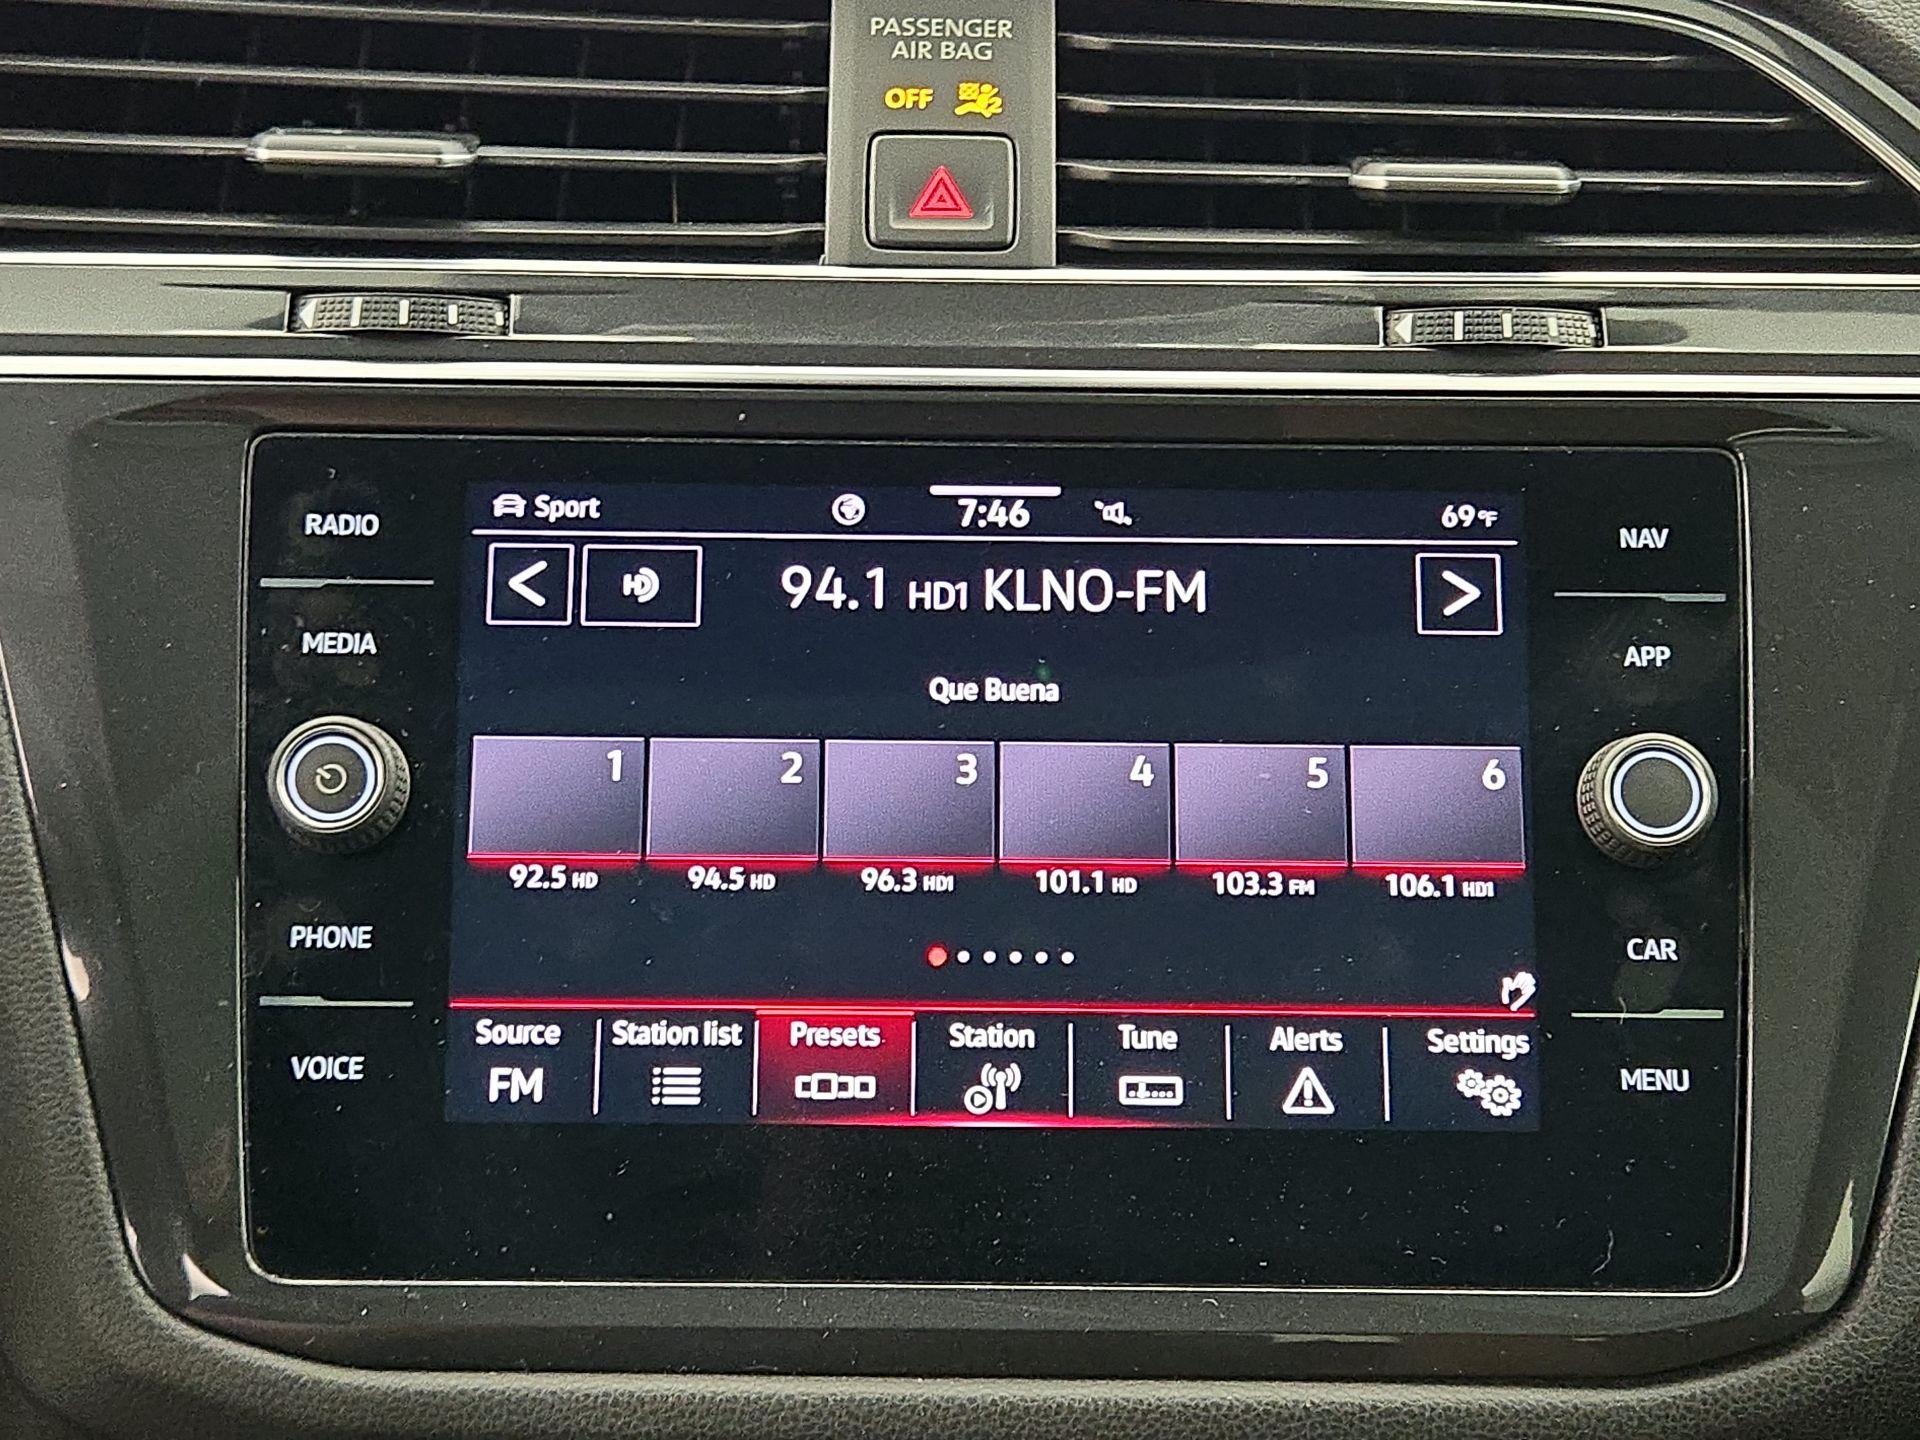 PASSENGER
AIR BAG
OFF 2
RADIO
MEDIA
PHONE
VOICE
Sport 7:46 69°F
< HD 94.1 HD1 KLNO-FM >
Que Buena
1 2 3 4 5 6
92.5 HD 94.5 HD 96.3 HD1 101.1 HD 103.3 FM 106.1 HD1
Source Station list Presets Station Tune Alerts Settings
FM
NAV
APP
CAR
MENU